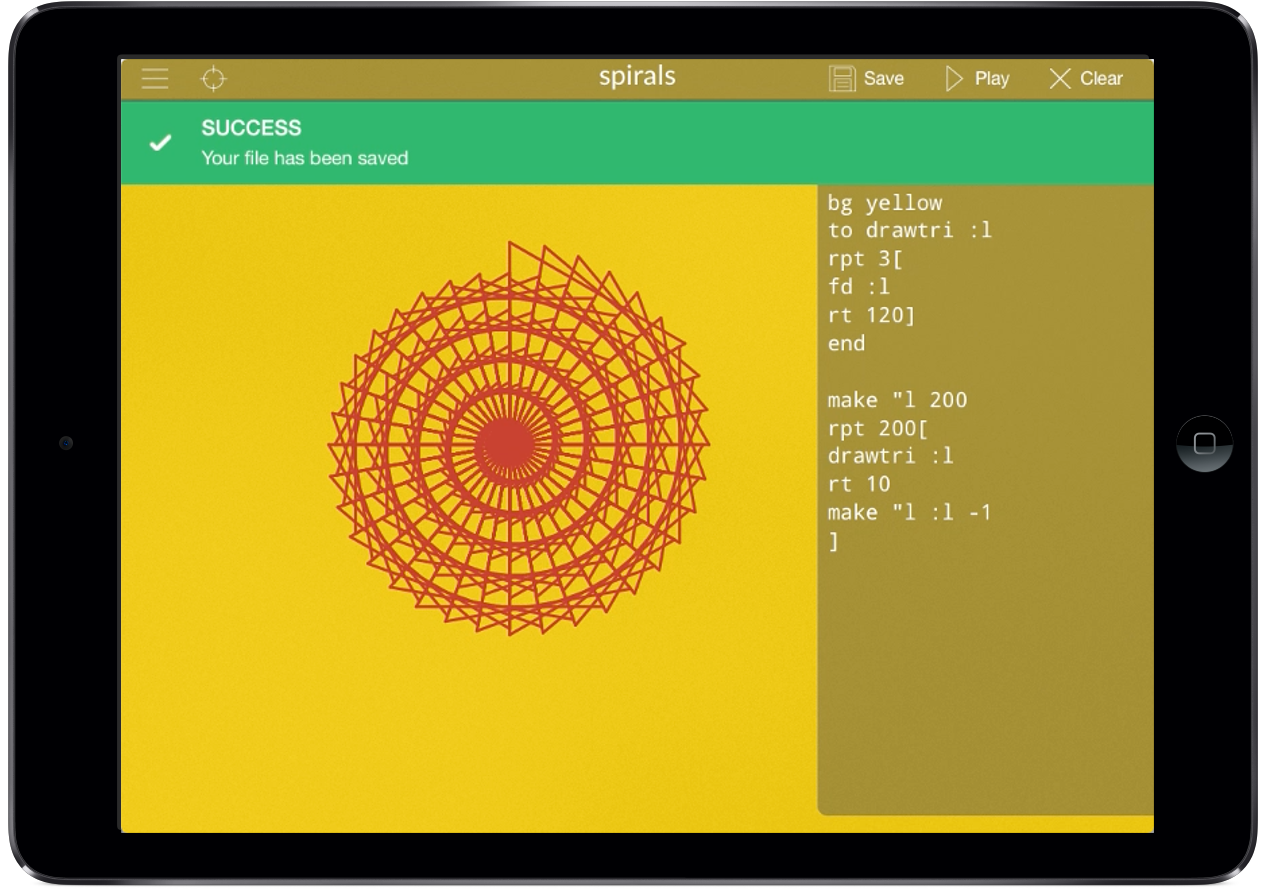 spirals
Save
Play
Clear
SUCCESS
Your file has been saved
bg yellow
to drawtri :l
rpt 3[
fd :l
rt 120]
end
make "l 200
rpt 200[
drawtri :l
rt 10
make "l :l -1
]